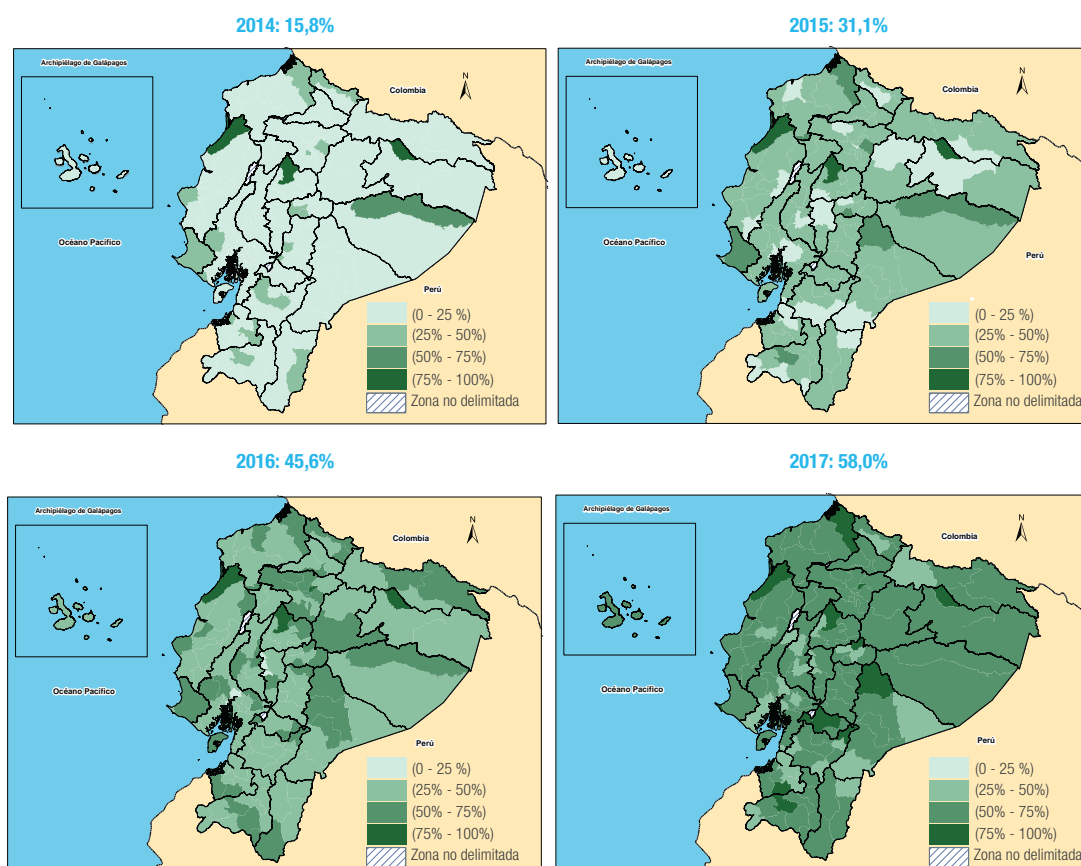 2014: 15,8%
Archipiélago de Galápagos
N
Colombia
Océano Pacífico
Perú
(0 - 25 %)
(25% - 50%)
(50% - 75%)
(75% - 100%)
Zona no delimitada
2015: 31,1%
Archipiélago de Galápagos
N
Colombia
Océano Pacífico
Perú
(0 - 25 %)
(25% - 50%)
(50% - 75%)
(75% - 100%)
Zona no delimitada
2016: 45,6%
Archipiélago de Galápagos
N
Colombia
Océano Pacífico
Perú
(0 - 25 %)
(25% - 50%)
(50% - 75%)
(75% - 100%)
Zona no delimitada
2017: 58,0%
Archipiélago de Galápagos
N
Colombia
Océano Pacífico
Perú
(0 - 25 %)
(25% - 50%)
(50% - 75%)
(75% - 100%)
Zona no delimitada